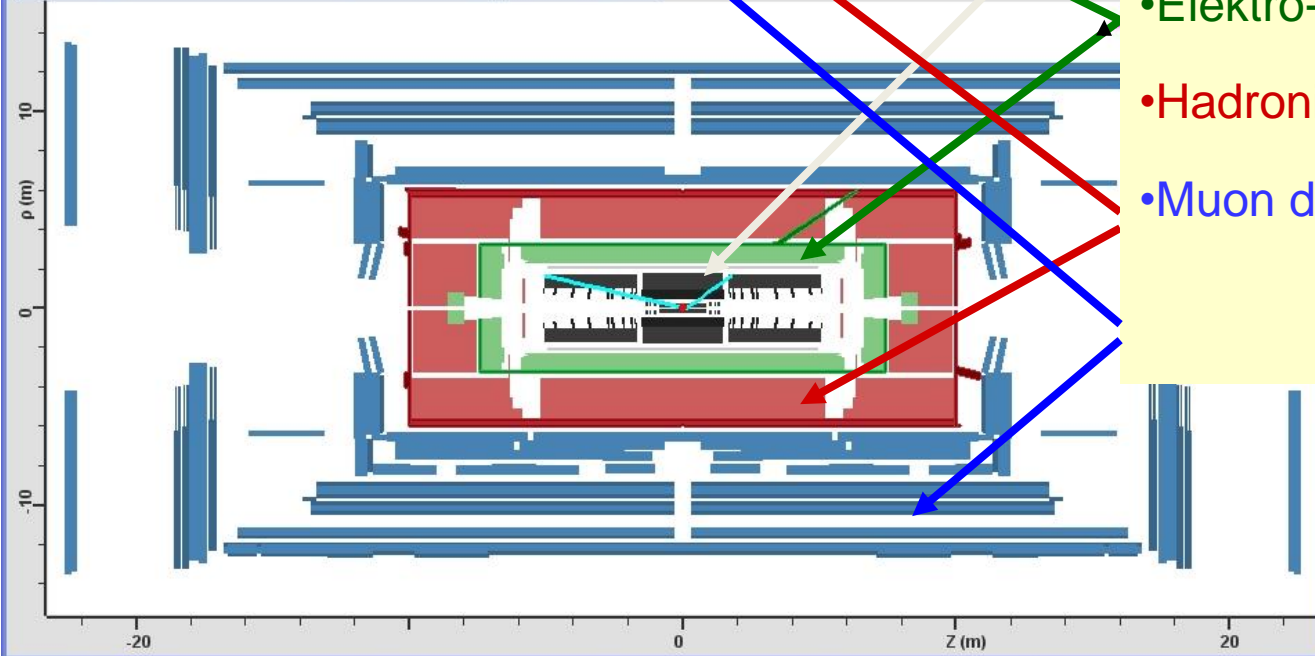 •Elektro-
•Hadron
•Muon d
10
ρ (m)
0
-10
-20
0
Z (m)
20